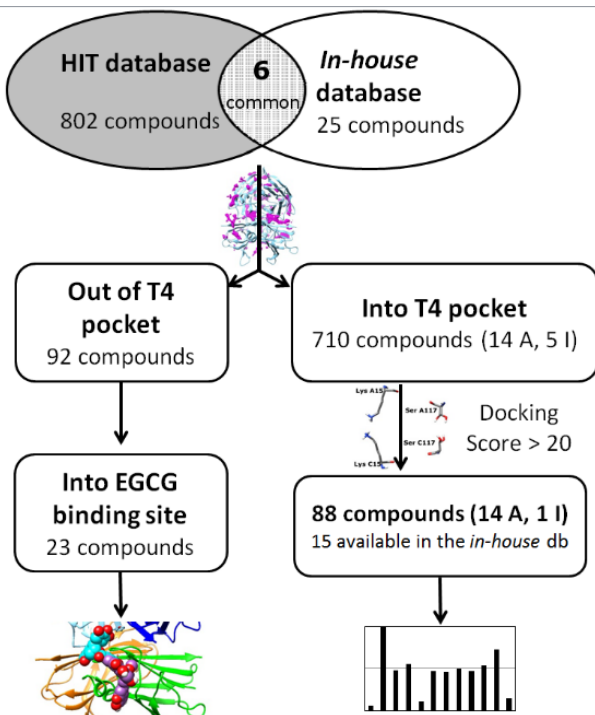 HIT database
802 compounds
6
common
In-house
database
25 compounds
Out of T4
pocket
92 compounds
Into T4 pocket
710 compounds (14 A, 5 I)
Lys A15
Ser A117
Ser C117
Lys C15
Docking
Score > 20
Into EGCG
binding site
23 compounds
88 compounds (14 A, 1 I)
15 available in the in-house db